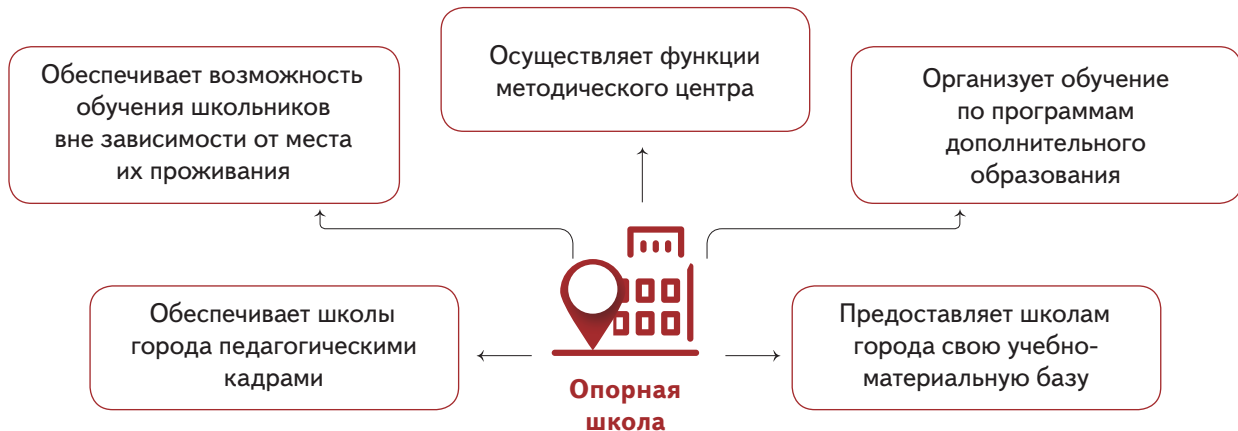 Обеспечивает возможность
обучения школьников
вне зависимости от места
их проживания
Осуществляет функции
методического центра
Организует обучение
по программам
дополнительного
образования
Обеспечивает школы
города педагогическими
кадрами
Предоставляет школам
города свою учебно-
материальную базу
Опорная
школа